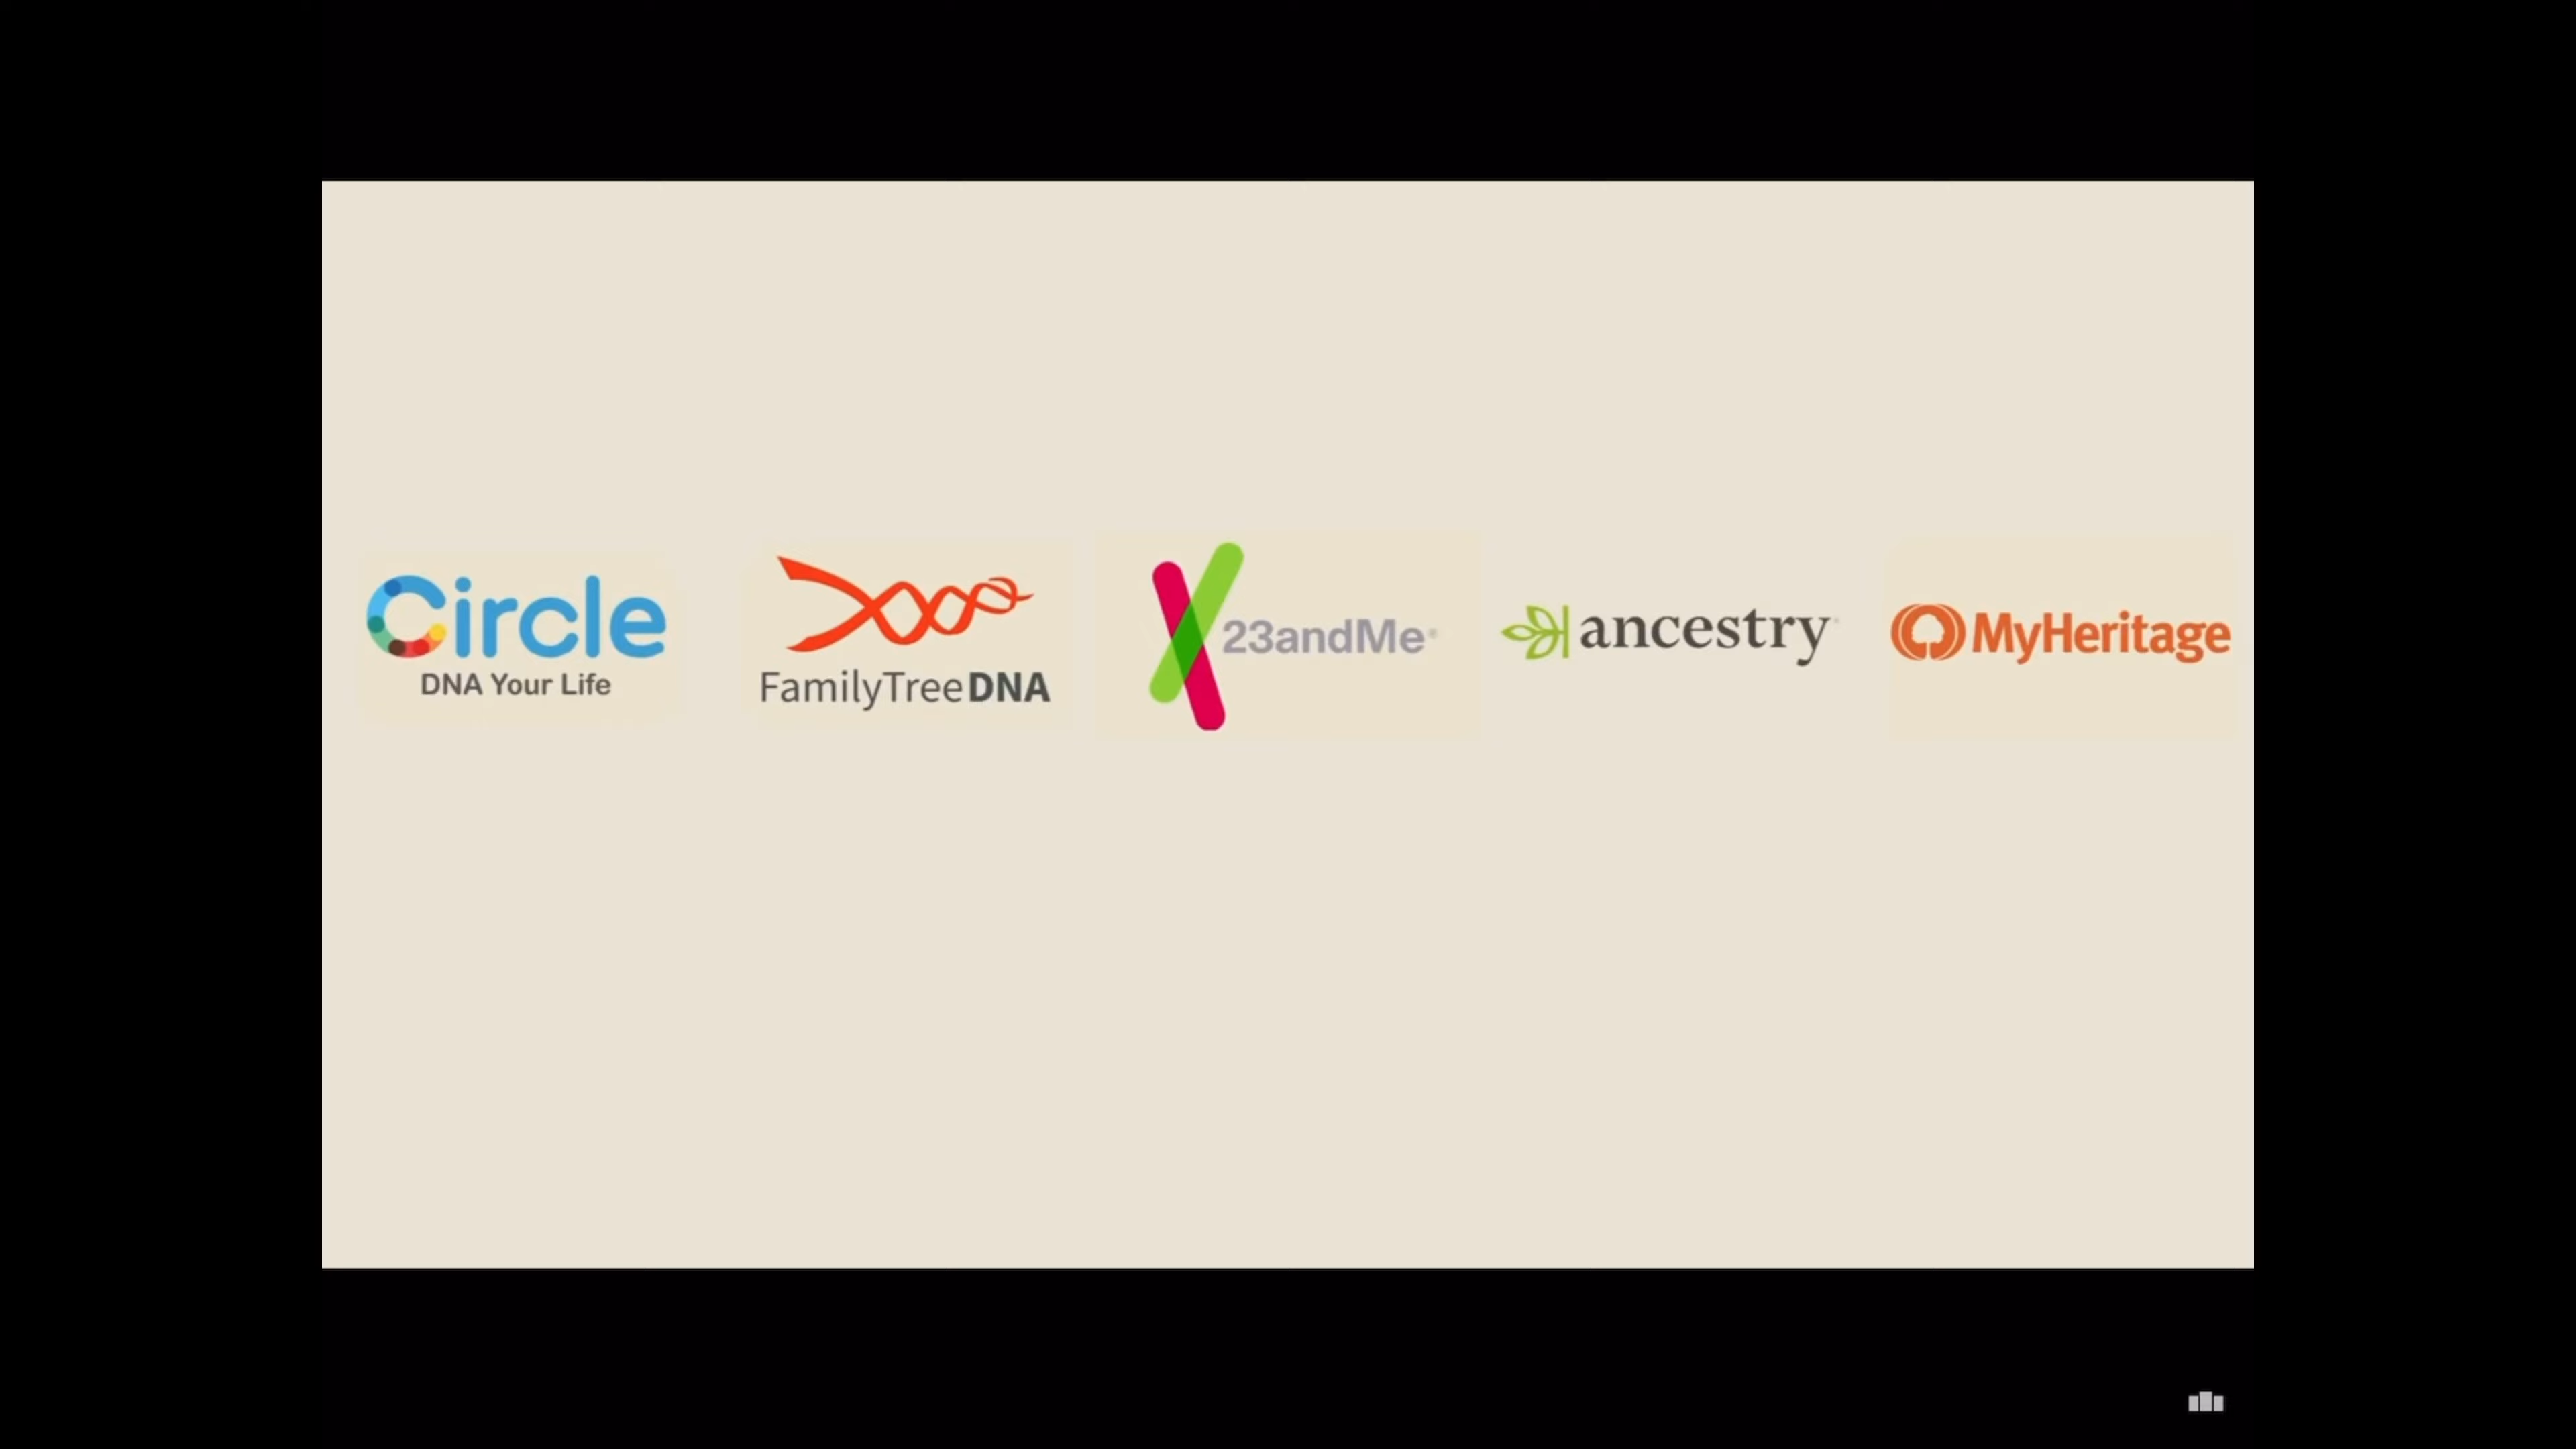 Circle
DNA Your Life
FamilyTreeDNA
23andMe
ancestry
MyHeritage